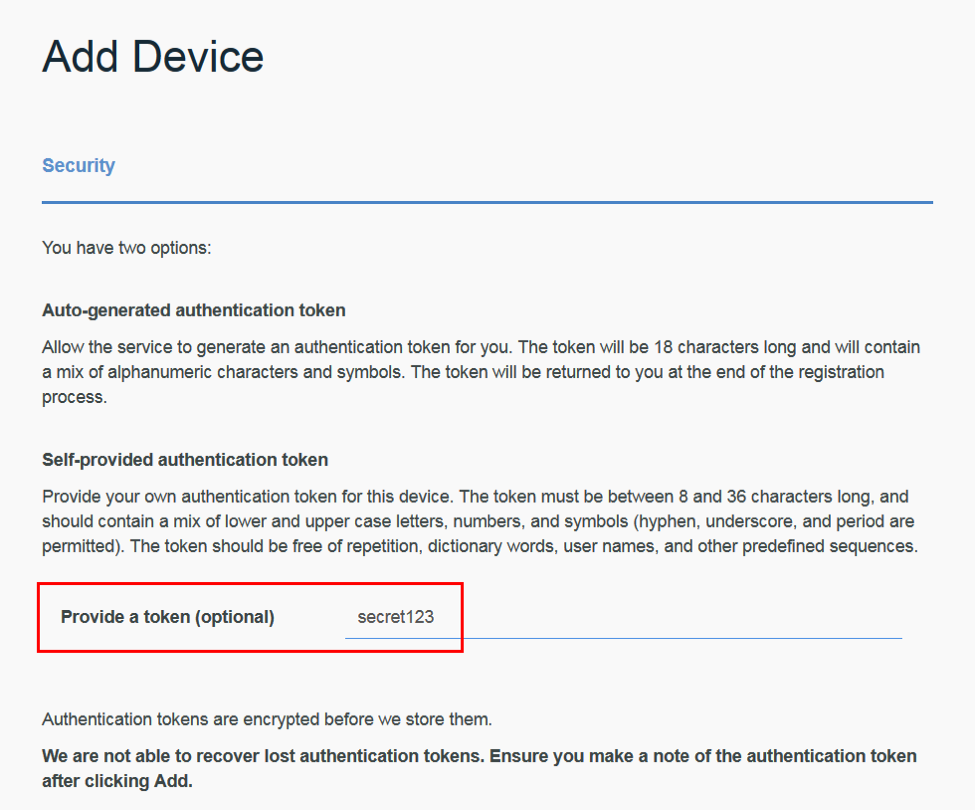 Add Device
Security
You have two options:
Auto-generated authentication token
Allow the service to generate an authentication token for you. The token will be 18 characters long and will contain
a mix of alphanumeric characters and symbols. The token will be returned to you at the end of the registration
process.
Self-provided authentication token
Provide your own authentication token for this device. The token must be between 8 and 36 characters long, and
should contain a mix of lower and upper case letters, numbers, and symbols (hyphen, underscore, and period are
permitted). The token should be free of repetition, dictionary words, user names, and other predefined sequences.
Provide a token (optional) secret123
Authentication tokens are encrypted before we store them.
We are not able to recover lost authentication tokens. Ensure you make a note of the authentication token
after clicking Add.